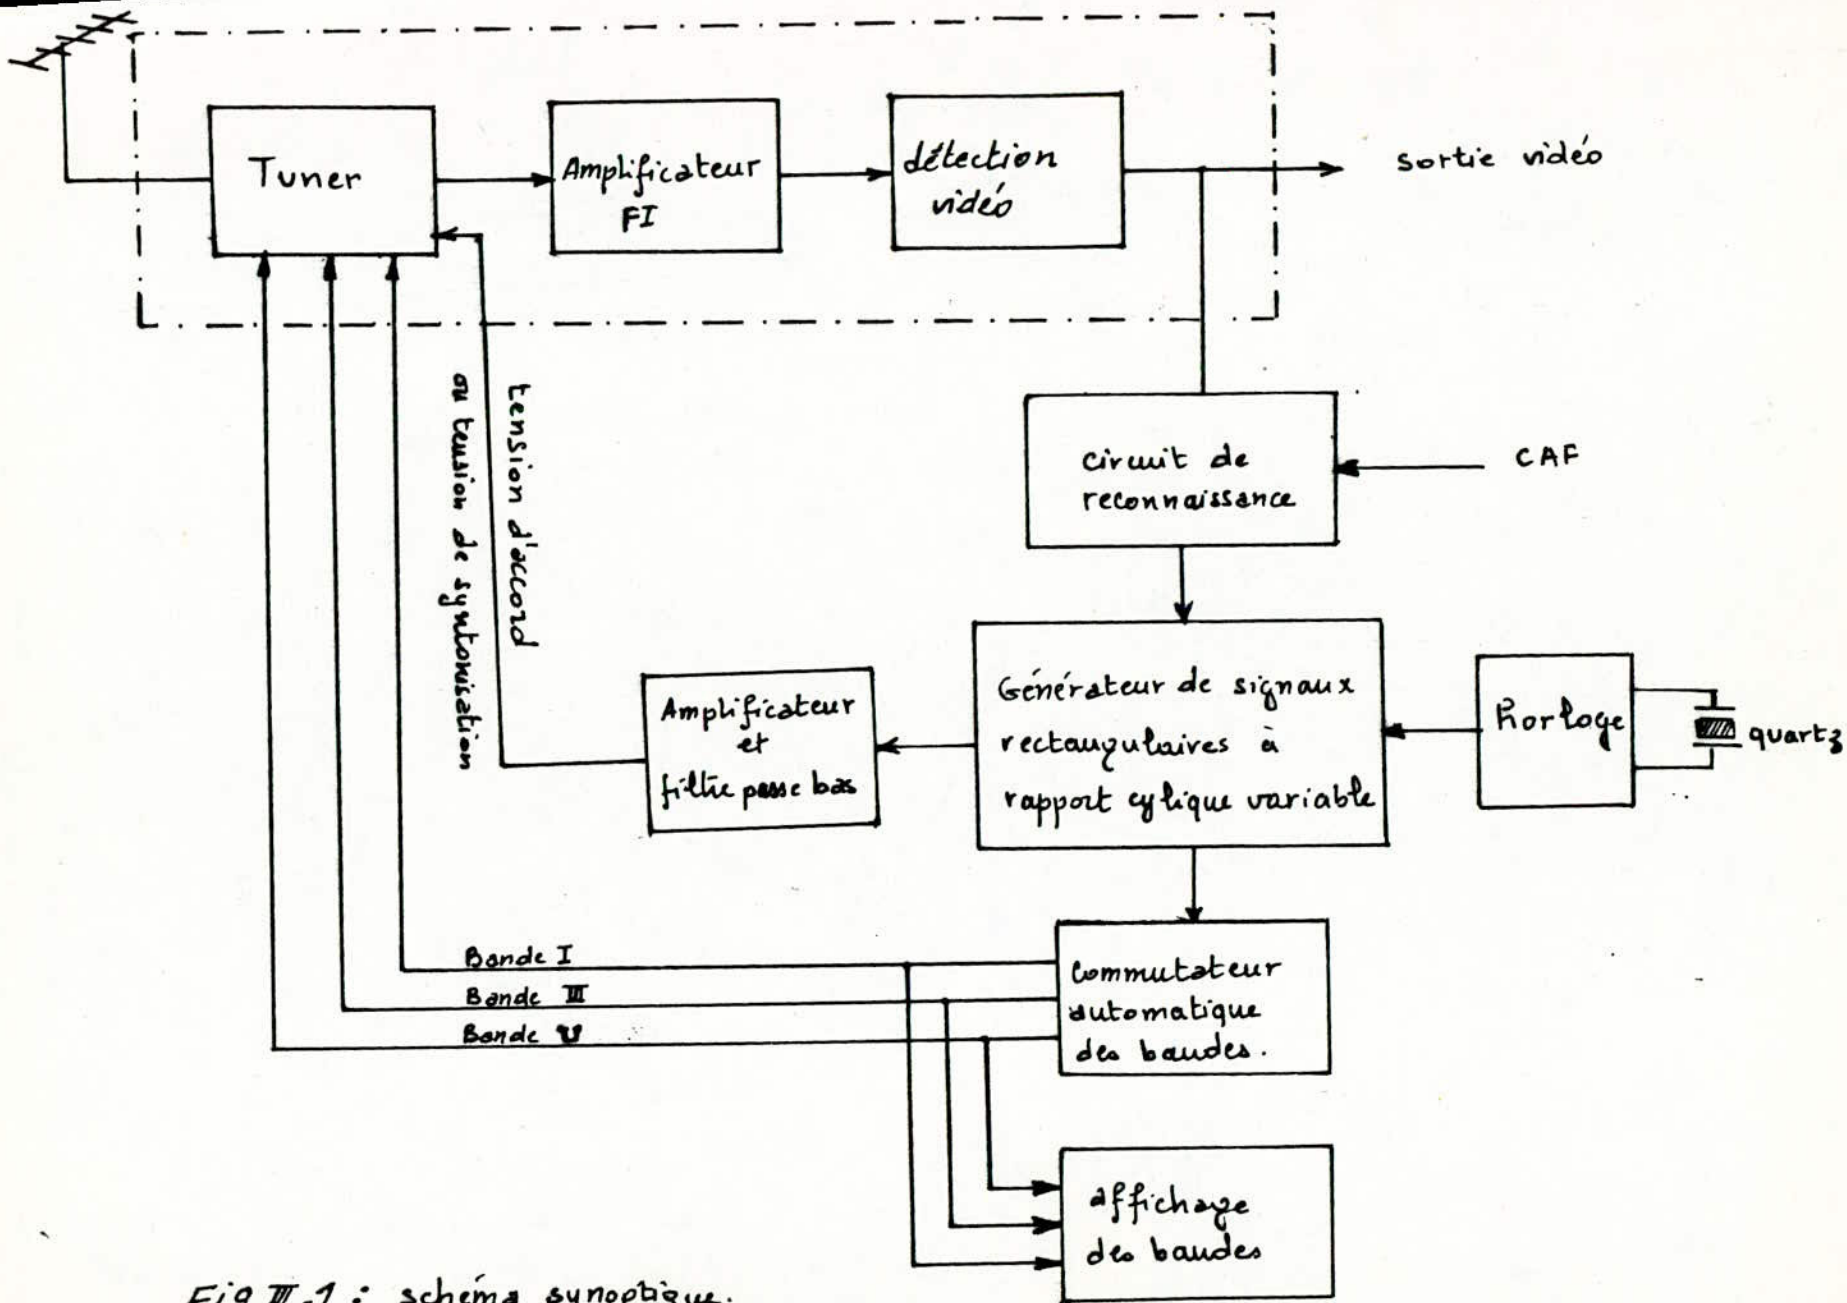 Tuner
Amplificateur
FI
détection
vidéo
sortie vidéo
tension d'accord
ou tension de syntonisation
circuit de
reconnaissance
CAF
Générateur de signaux
rectangulaires à
rapport cylique variable
horloge
quartz
Amplificateur
et
filtre passe bas
Bande I
Bande III
Bande U
Commutateur
automatique
des bandes.
affichage
des bandes
Fig III-1 : schéma synoptique.